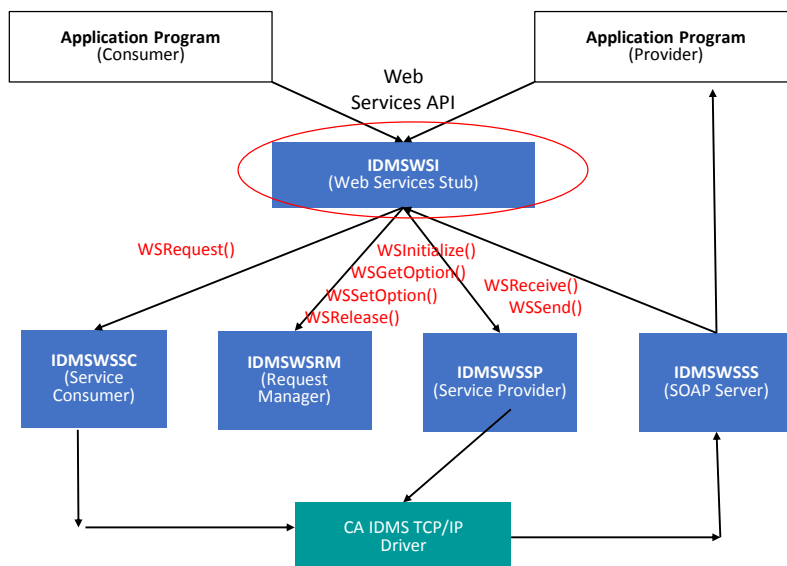 Application Program
(Consumer)
Application Program
(Provider)
Web
Services API
IDMSWSI
(Web Services Stub)
WSRequest()
WSInitialize()
WSGetOption()
WSSetOption()
WSRelease()
WSReceive()
WSSend()
IDMSWSSC
(Service
Consumer)
IDMSWSRM
(Request
Manager)
IDMSWSSP
(Service Provider)
IDMSWSSS
(SOAP Server)
CA IDMS TCP/IP
Driver